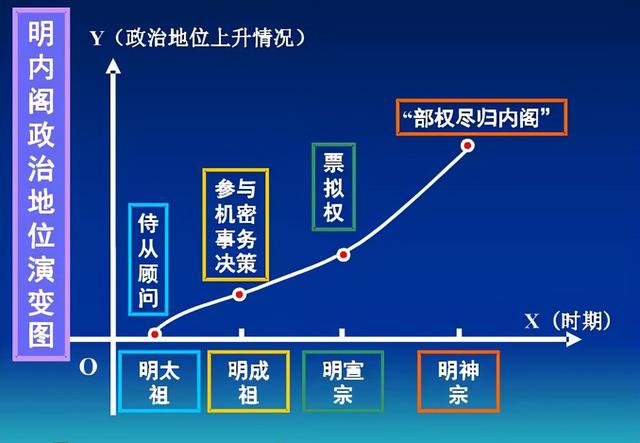 明内阁政治地位演变图
Y（政治地位上升情况）
“部权尽归内阁”
票
拟
权
参与
机密
事务
决策
侍
从
顾
问
X（时期）
O
明太
祖
明成
祖
明宣
宗
明神
宗